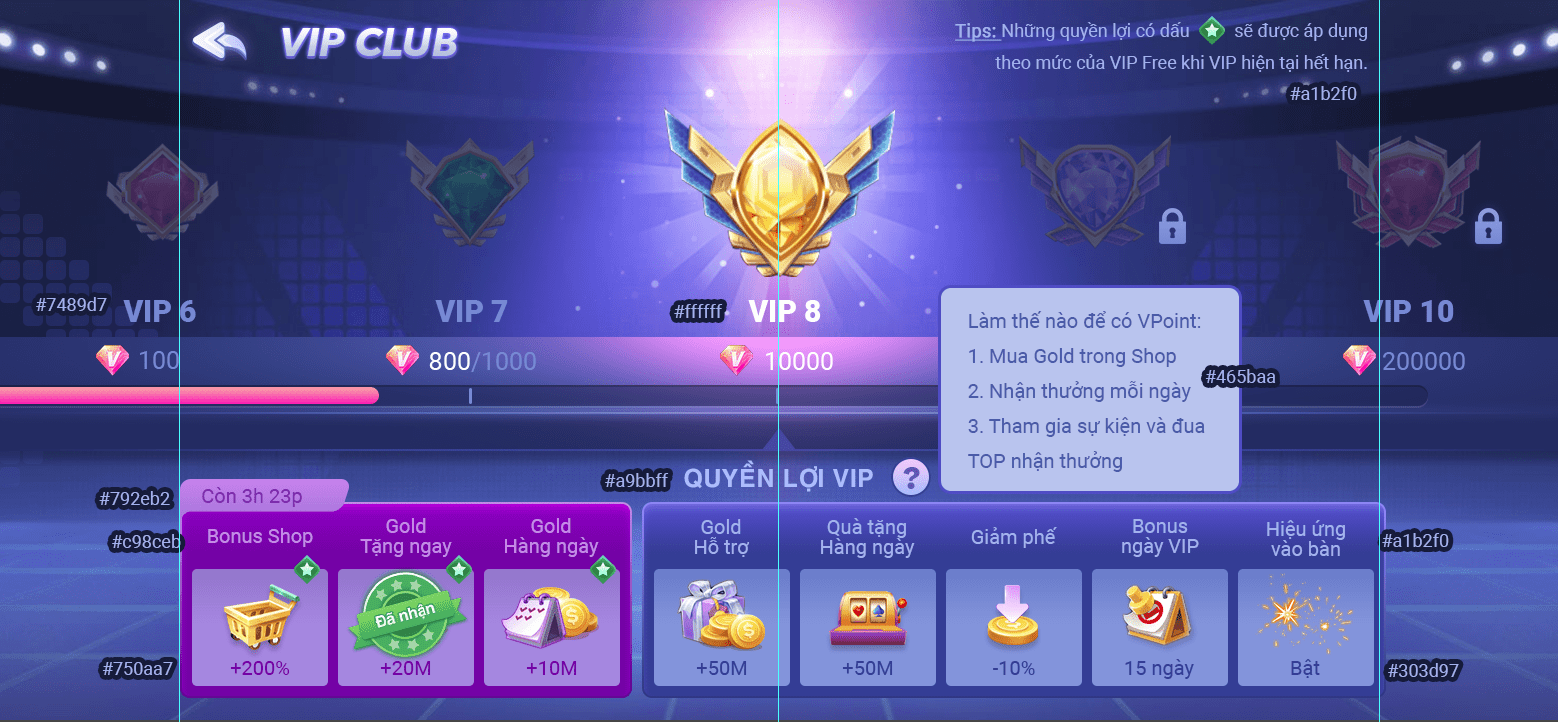 VIP CLUB
Tips: Những quyền lợi có dấu sẽ được áp dụng
theo mức của VIP Free khi VIP hiện tại hết hạn.
#a1b2f0
#7489d7
VIP 6
VIP 7
#ffffff
VIP 8
VIP 10
V 100
V 800/1000
V 10000
V 200000
Làm thế nào để có VPoint:
1. Mua Gold trong Shop
#465baa
2. Nhận thưởng mỗi ngày
3. Tham gia sự kiện và đua
TOP nhận thưởng
#a9bbff
QUYỀN LỢI VIP ?
#792eb2
Còn 3h 23p
#c98ceb
Bonus Shop
Gold
Tặng ngay
Gold
Hàng ngày
Gold
Hỗ trợ
Quà tặng
Hàng ngày
Giảm phế
Bonus
ngày VIP
Hiệu ứng
vào bàn
#a1b2f0
Đã nhận
#750aa7
+200%
+20M
+10M
+50M
+50M
-10%
15 ngày
Bật
#303d97